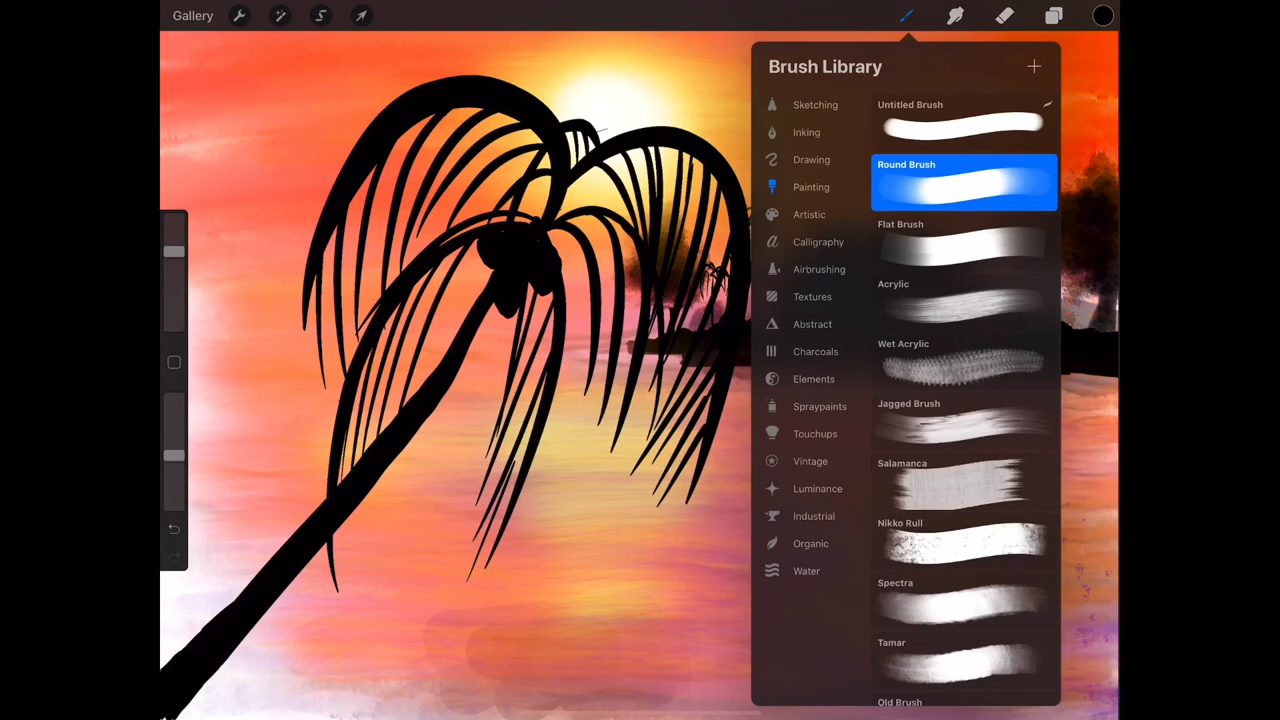 Gallery
Brush Library
Sketching
Inking
Drawing
Painting
Artistic
Calligraphy
Airbrushing
Textures
Abstract
Charcoals
Elements
Spraypaints
Touchups
Vintage
Luminance
Industrial
Organic
Water
Untitled Brush
Round Brush
Flat Brush
Acrylic
Wet Acrylic
Jagged Brush
Salamanca
Nikko Rull
Spectra
Tamar
Old Brush